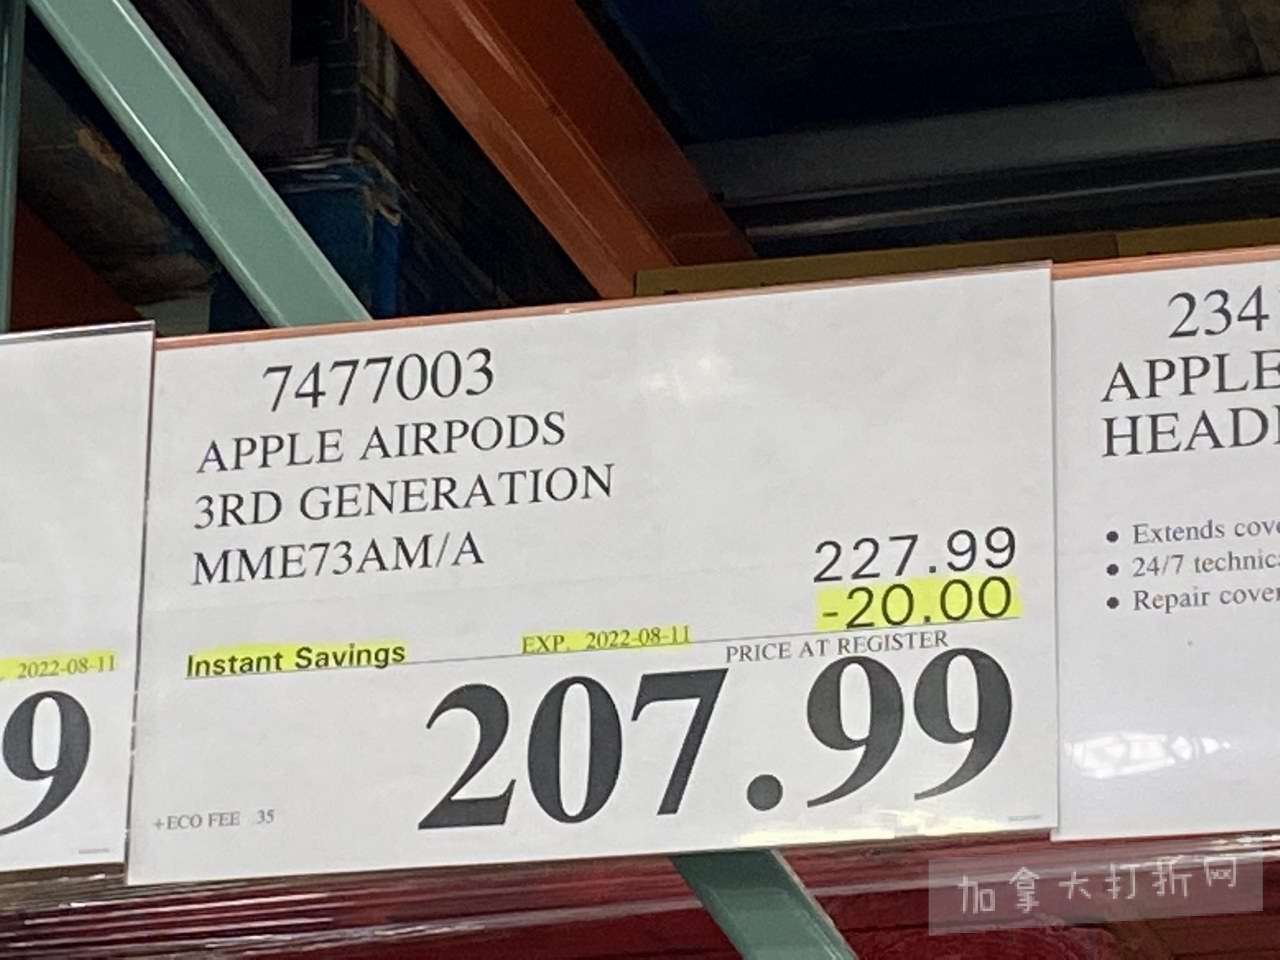 2022-08-11
9
7477003
APPLE AIRPODS
3RD GENERATION
MME73AM/A
227.99
-20.00
Instant Savings EXP. 2022-08-11 PRICE AT REGISTER
207.99
+ECO FEE .35
234
APPLE
HEAD
• Extends cove
• 24/7 technic
• Repair cover
加拿大打折网